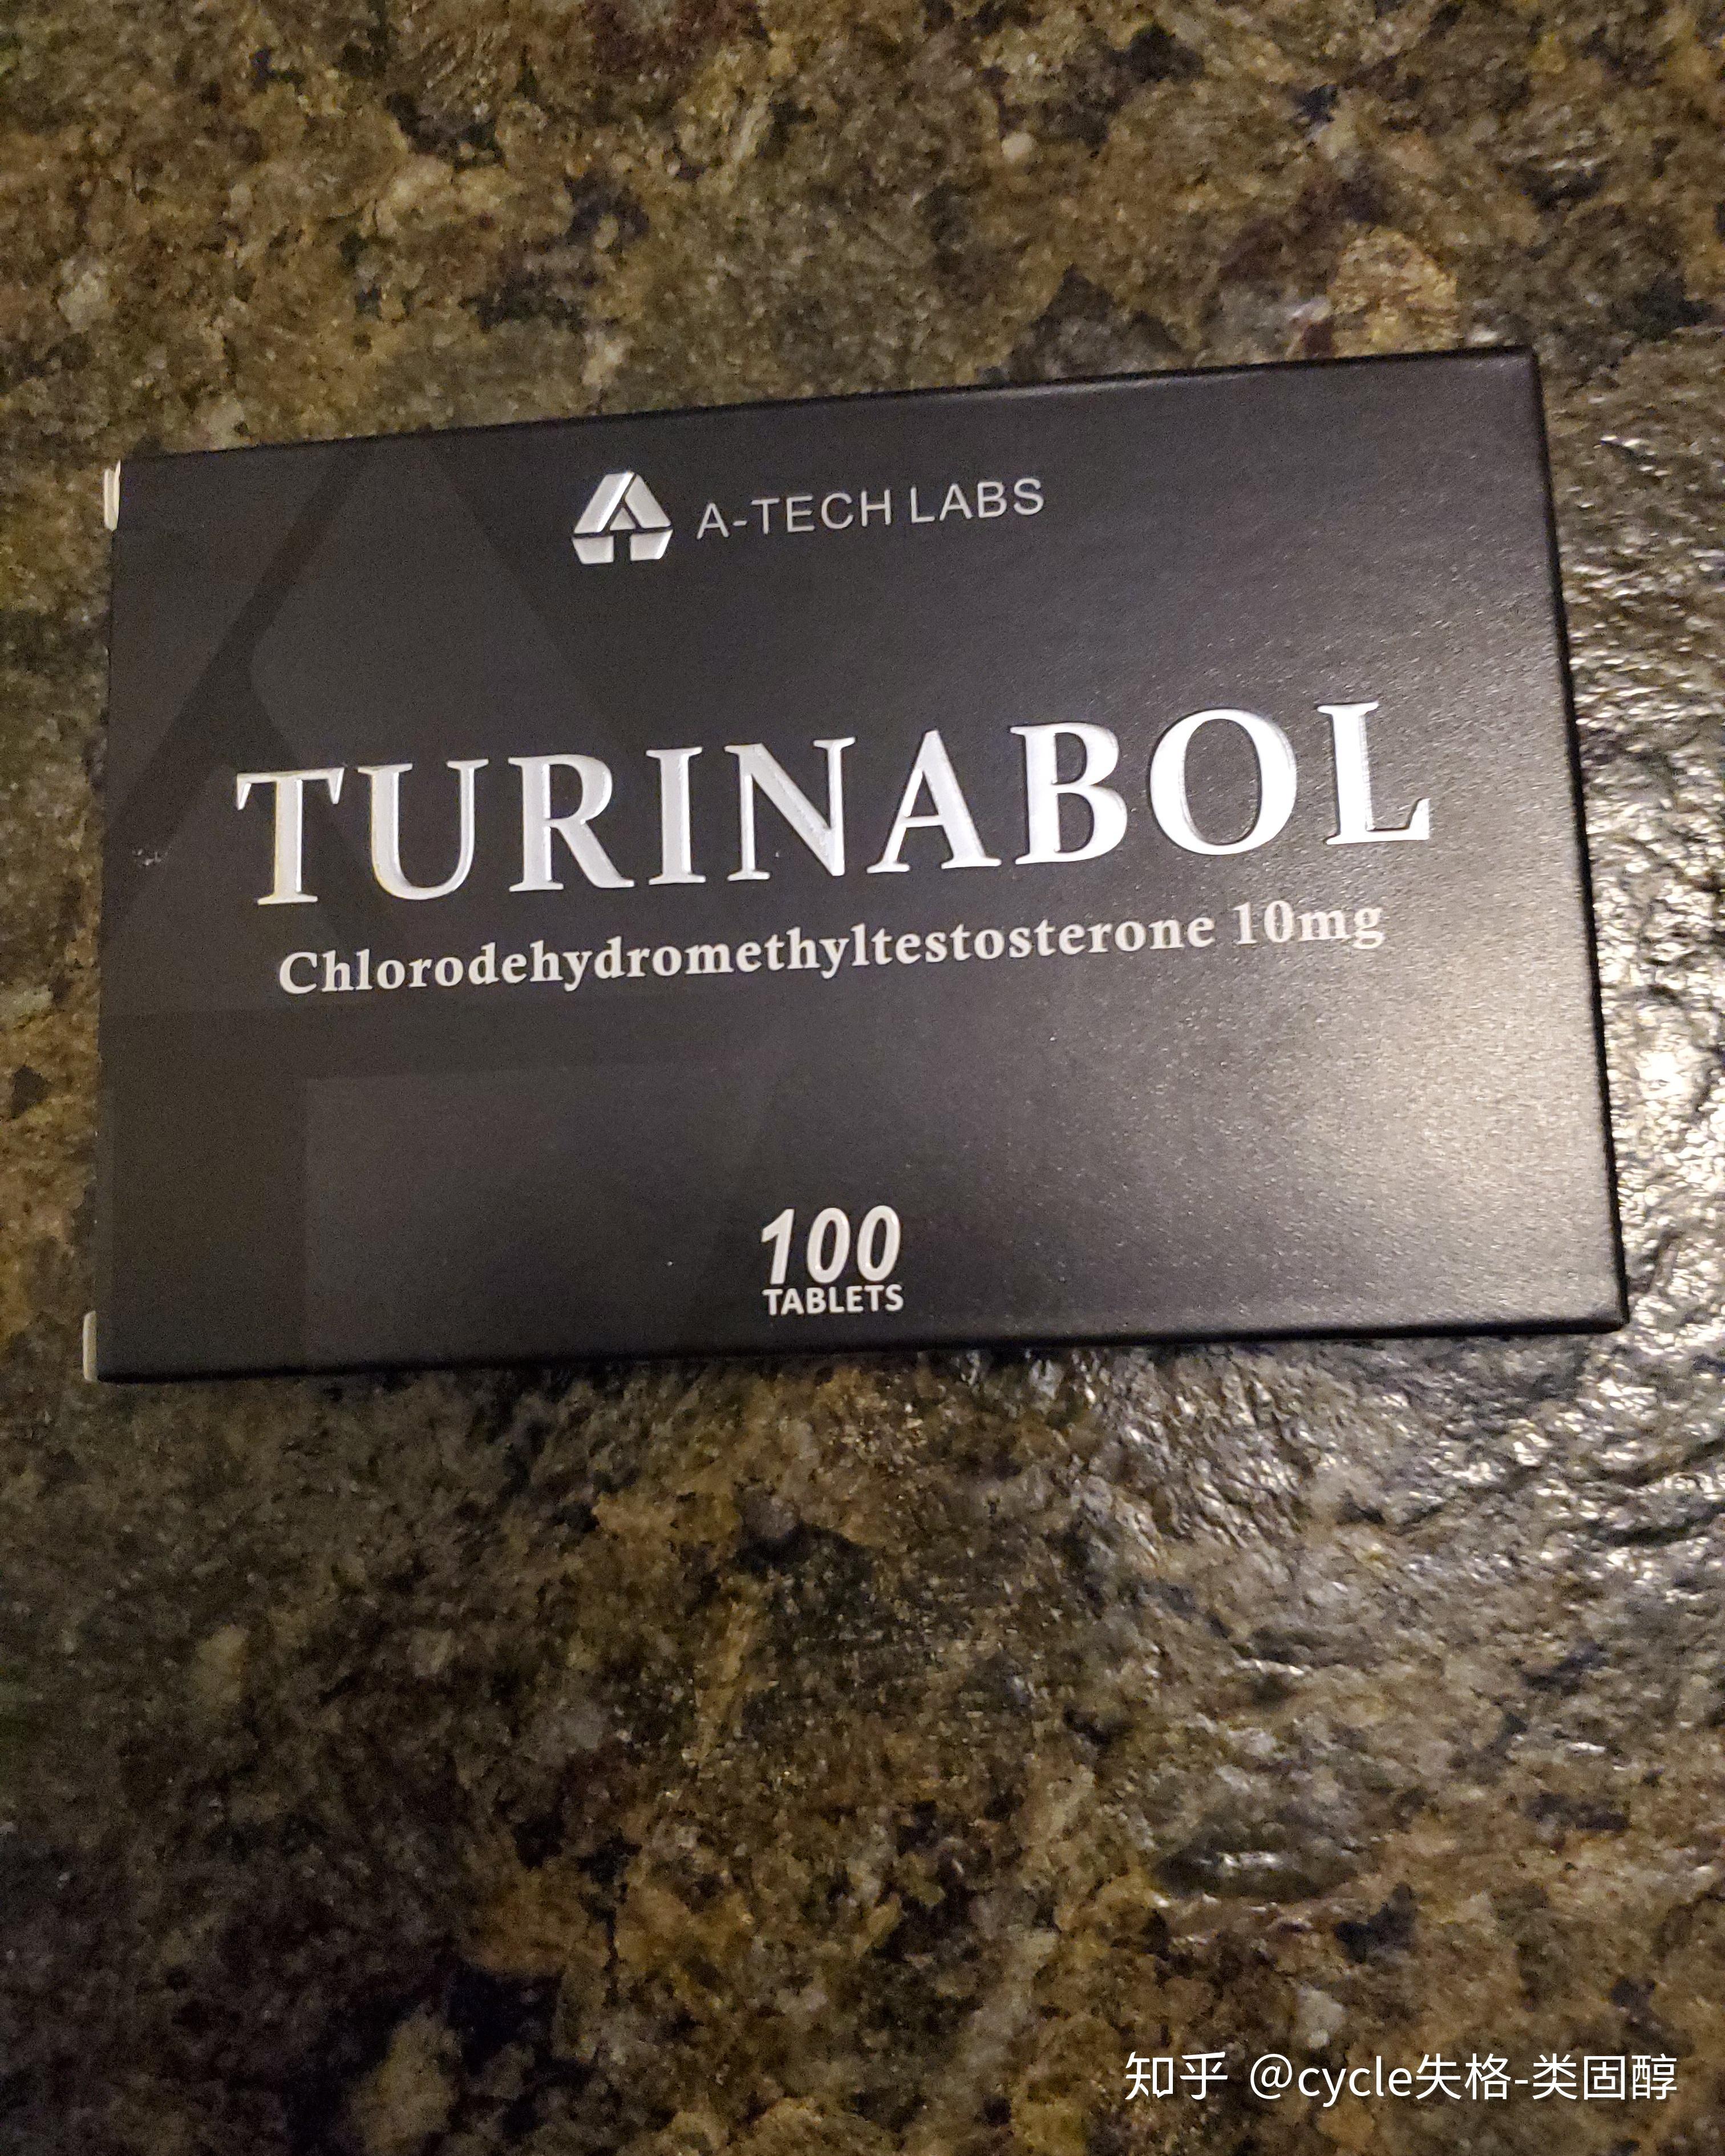 A-TECH LABS
TURINABOL
Chlorodehydromethyltestosterone 10mg
100
TABLETS
知乎 @cycle失格-类固醇